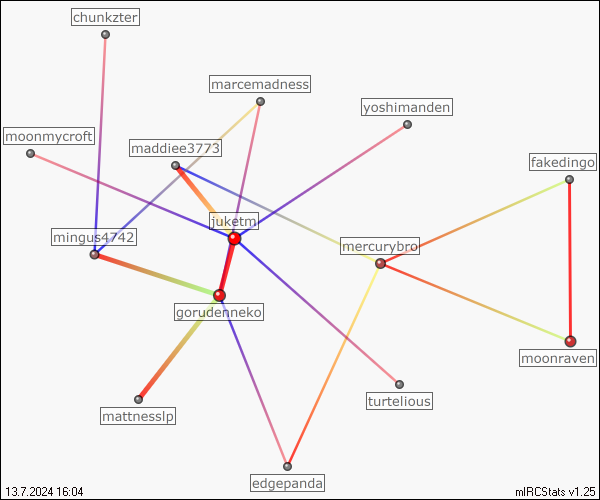 chunkzter
marcemadness
yoshimanden
moonmycroft
maddiee3773
fakedingo
juketm
mingus4742
mercurybro
gorudenneko
moonraven
turtelious
mattnesslp
edgepanda
13.7.2024 16:04
mIRCStats v1.25